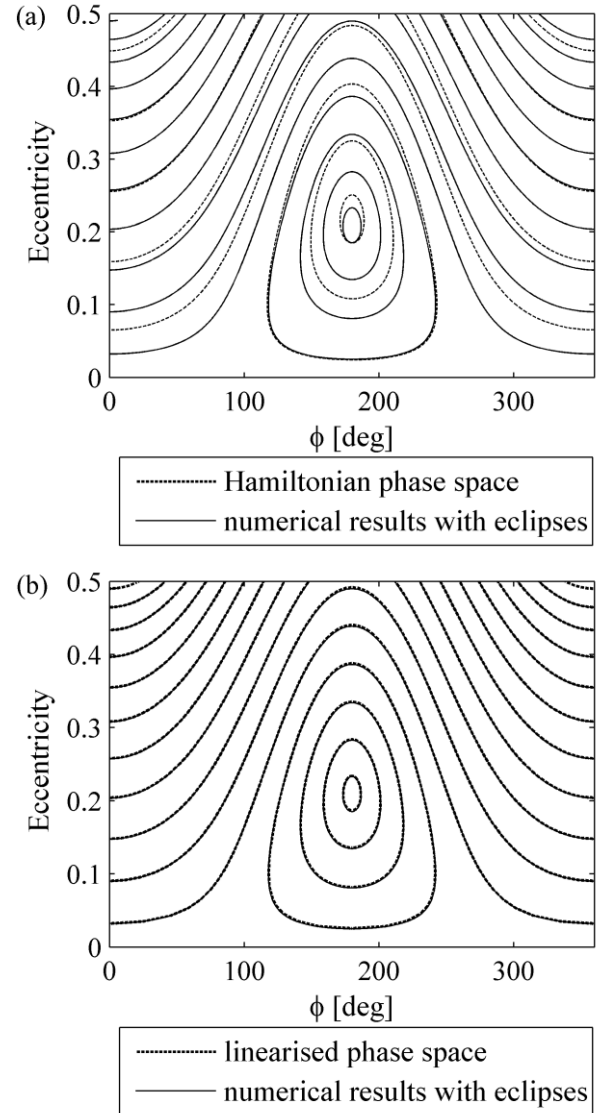 (a)
0.5
0.4
0.3
0.2
0.1
0
Eccentricity
0 100 200 300
ϕ [deg]
Hamiltonian phase space
numerical results with eclipses
(b)
0.5
0.4
0.3
0.2
0.1
0
Eccentricity
0 100 200 300
ϕ [deg]
linearised phase space
numerical results with eclipses